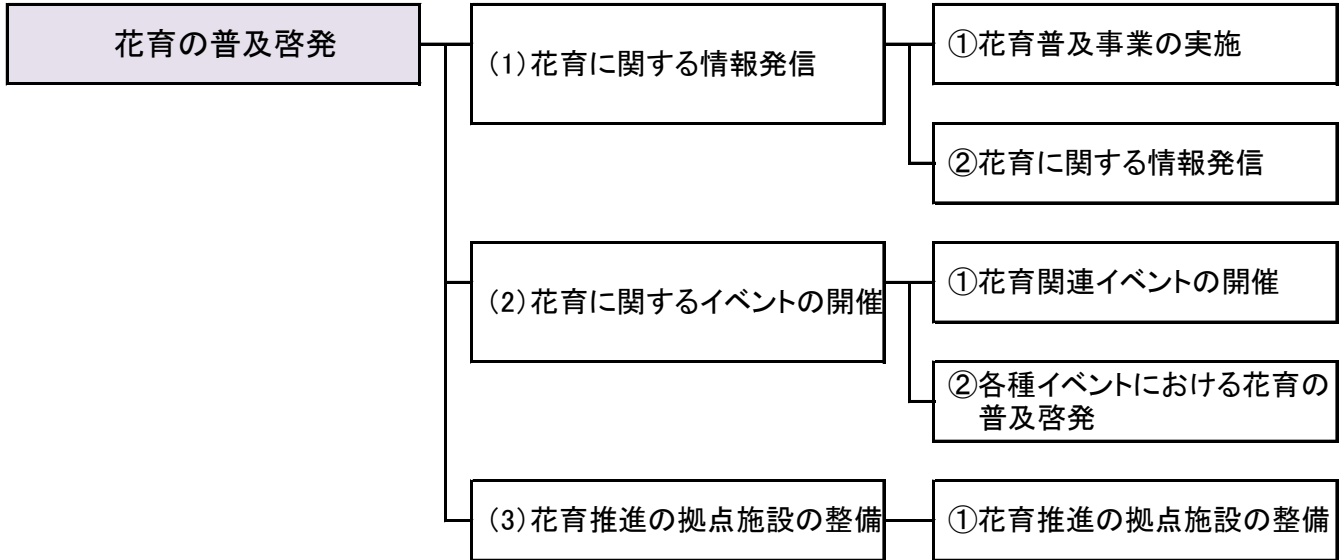 花育の普及啓発
(1)花育に関する情報発信
①花育普及事業の実施
②花育に関する情報発信
(2)花育に関するイベントの開催
①花育関連イベントの開催
②各種イベントにおける花育の
普及啓発
(3)花育推進の拠点施設の整備
①花育推進の拠点施設の整備